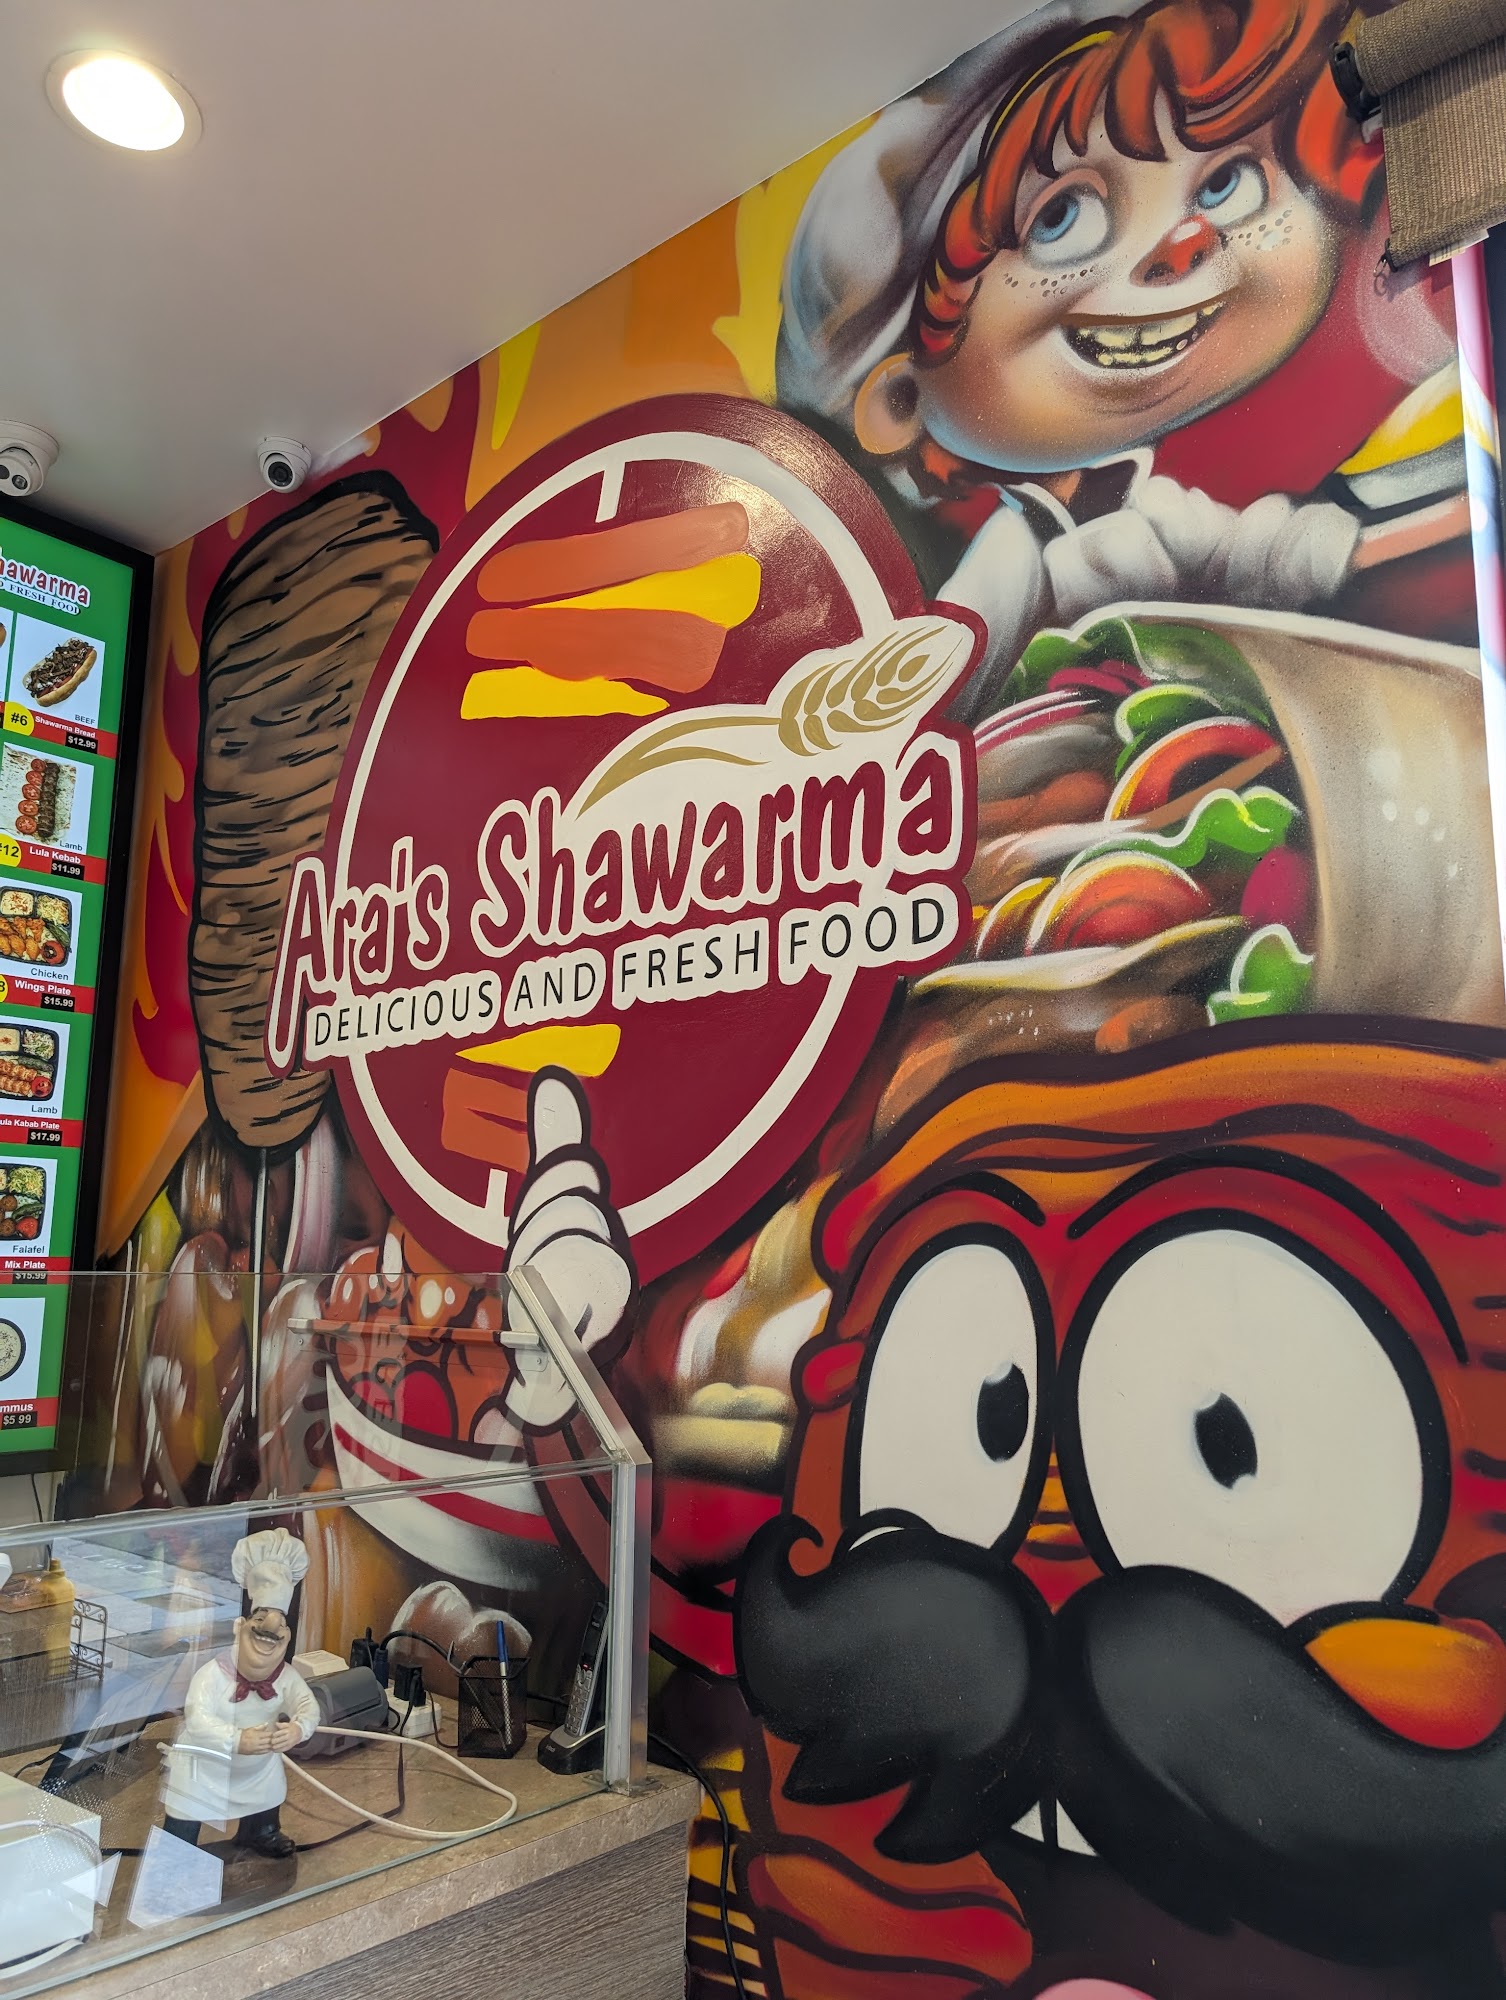 hawarma
FRESH FOOD
BEEF
#6
Shawarma Bread
$12.99
Lamb
#12
Lula Kebab
$11.99
Chicken
Wings Plate
$15.99
Lamb
Kabab Plate
$17.99
Falafel
Mix Plate
$15.99
mmus
$5 99
Ara's Shawarma
DELICIOUS AND FRESH FOOD